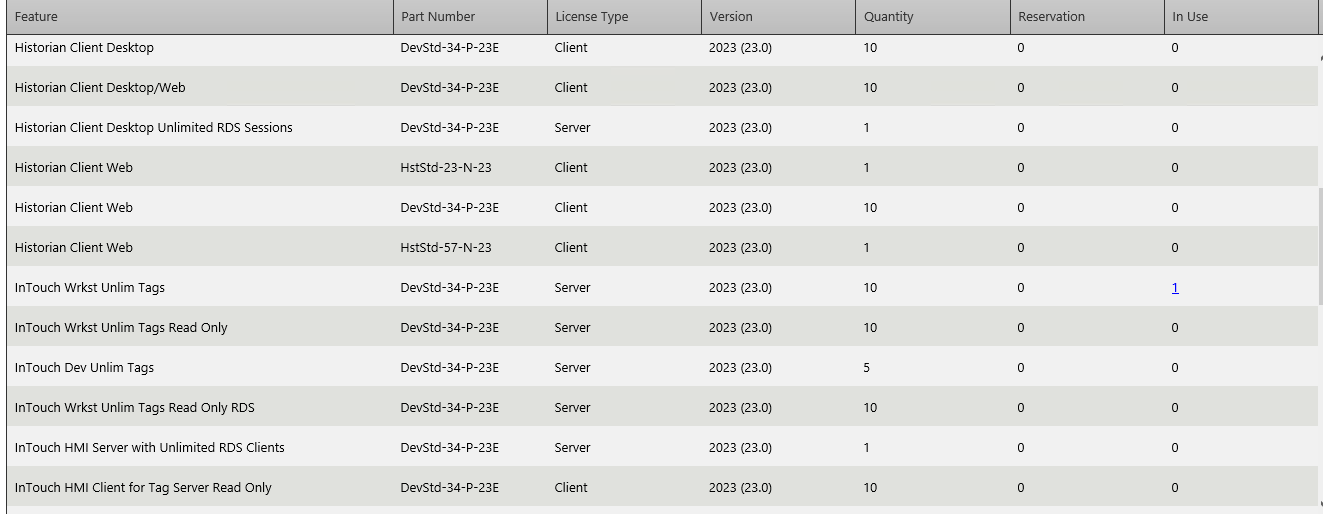 Feature Part Number License Type Version Quantity Reservation In Use
Historian Client Desktop DevStd-34-P-23E Client 2023 (23.0) 10 0 0
Historian Client Desktop/Web DevStd-34-P-23E Client 2023 (23.0) 10 0 0
Historian Client Desktop Unlimited RDS Sessions DevStd-34-P-23E Server 2023 (23.0) 1 0 0
Historian Client Web HstStd-23-N-23 Client 2023 (23.0) 1 0 0
Historian Client Web DevStd-34-P-23E Client 2023 (23.0) 10 0 0
Historian Client Web HstStd-57-N-23 Client 2023 (23.0) 1 0 0
InTouch Wrkst Unlim Tags DevStd-34-P-23E Server 2023 (23.0) 10 0 1
InTouch Wrkst Unlim Tags Read Only DevStd-34-P-23E Server 2023 (23.0) 10 0 0
InTouch Dev Unlim Tags DevStd-34-P-23E Server 2023 (23.0) 5 0 0
InTouch Wrkst Unlim Tags Read Only RDS DevStd-34-P-23E Server 2023 (23.0) 10 0 0
InTouch HMI Server with Unlimited RDS Clients DevStd-34-P-23E Server 2023 (23.0) 1 0 0
InTouch HMI Client for Tag Server Read Only DevStd-34-P-23E Client 2023 (23.0) 10 0 0